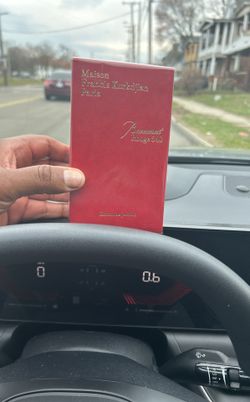 Maison
Francis Kurkdjian
Paris
Baccarat
Rouge 540
0
0.6